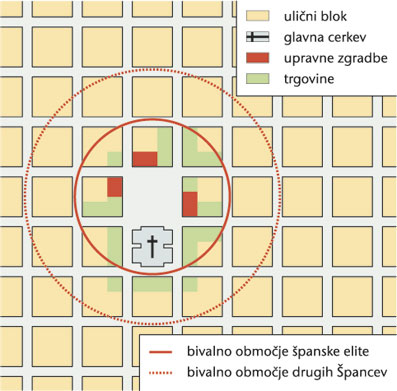 ulični blok
glavna cerkev
upravne zgradbe
trgovine
bivalno območje španske elite
bivalno območje drugih Špancev